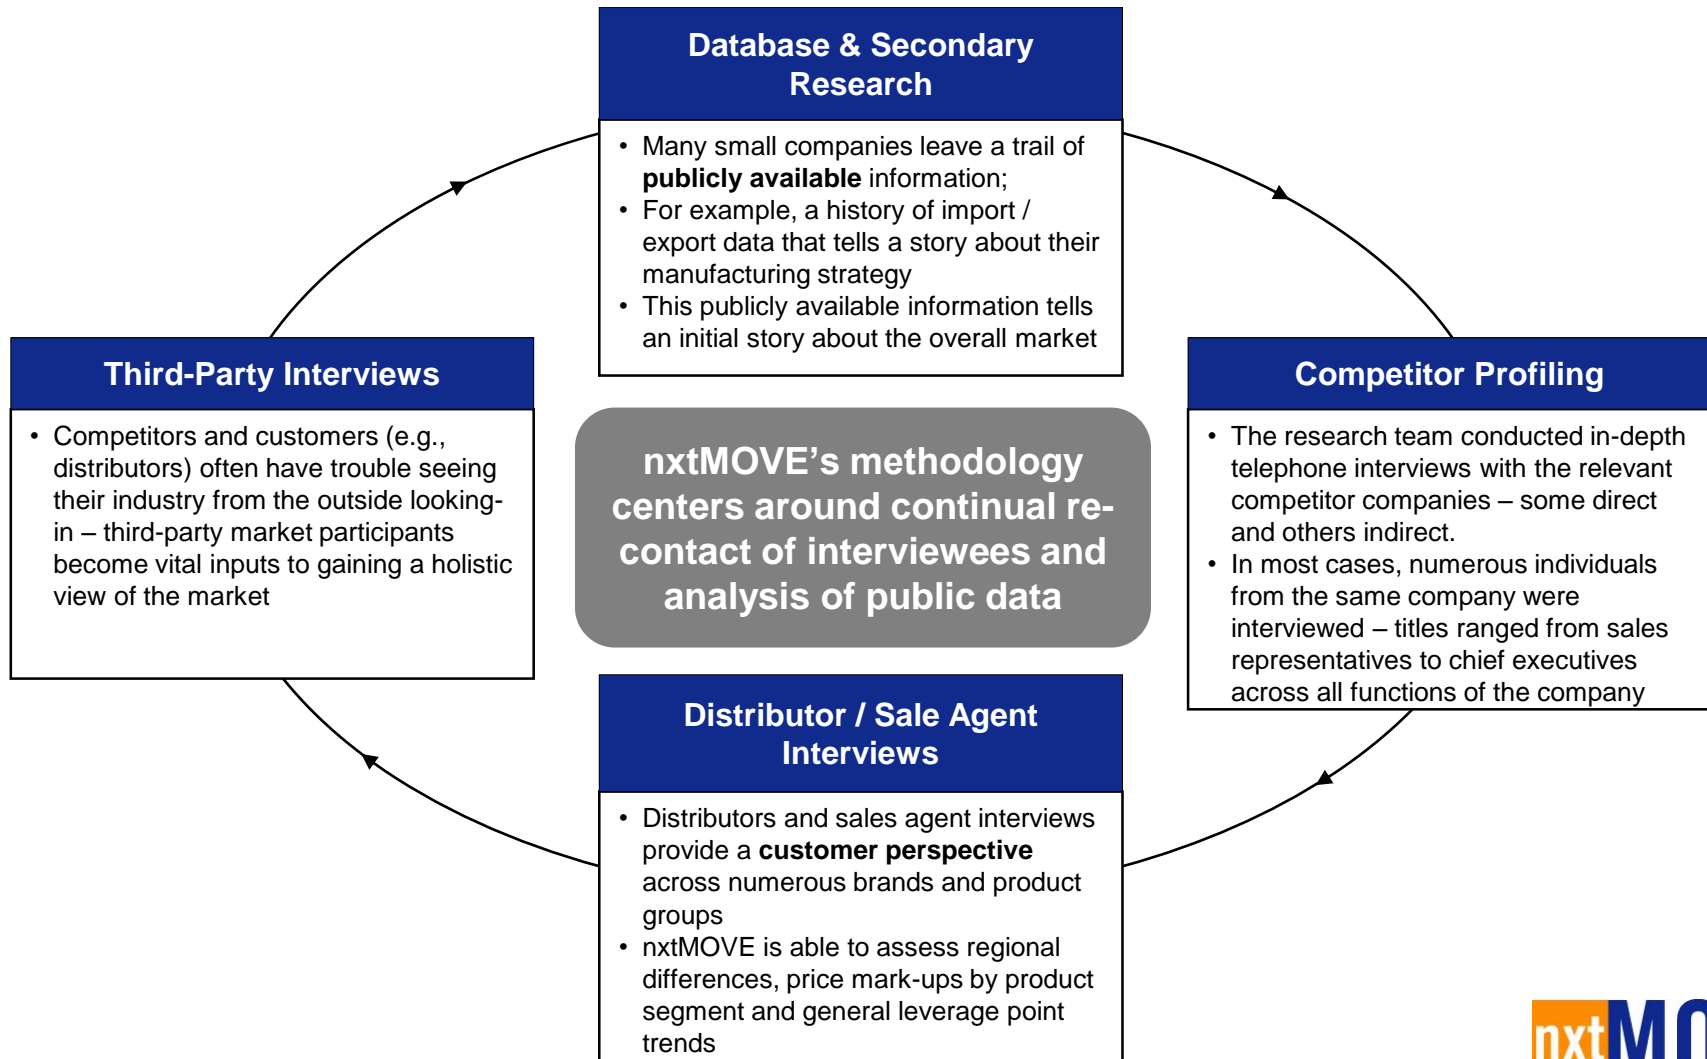 Database & Secondary
Research
• Many small companies leave a trail of
publicly available information;
• For example, a history of import /
export data that tells a story about their
manufacturing strategy
• This publicly available information tells
an initial story about the overall market
Third-Party Interviews
• Competitors and customers (e.g.,
distributors) often have trouble seeing
their industry from the outside looking-
in – third-party market participants
become vital inputs to gaining a holistic
view of the market
nxtMOVE’s methodology
centers around continual re-
contact of interviewees and
analysis of public data
Competitor Profiling
• The research team conducted in-depth
telephone interviews with the relevant
competitor companies – some direct
and others indirect.
• In most cases, numerous individuals
from the same company were
interviewed – titles ranged from sales
representatives to chief executives
across all functions of the company
Distributor / Sale Agent
Interviews
• Distributors and sales agent interviews
provide a customer perspective
across numerous brands and product
groups
• nxtMOVE is able to assess regional
differences, price mark-ups by product
segment and general leverage point
trends
nxtMO